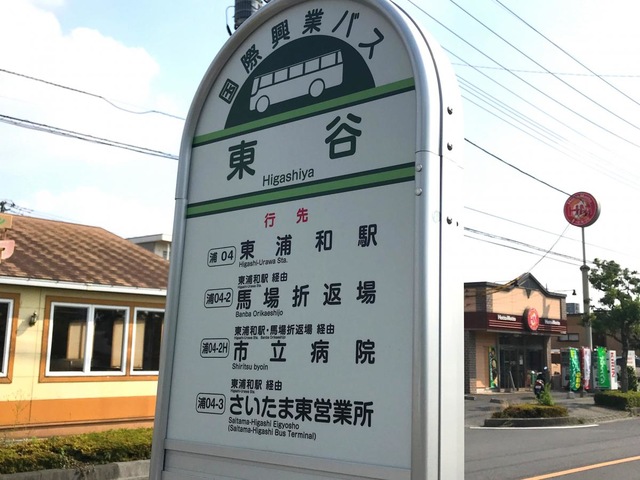 国際興業バス
東谷
Higashiya
行先
浦04 東浦和駅
Higashi-Urawa Sta.
東浦和駅 経由
浦04-2 馬場折返場
Banba Orikaeshijo
東浦和駅・馬場折返場 経由
浦04-2H 市立病院
Shiritsu byoin
東浦和駅 経由
浦04-3 さいたま東営業所
Saitama-Higashi Eigyosho
(Saitama-Higashi Bus Terminal)